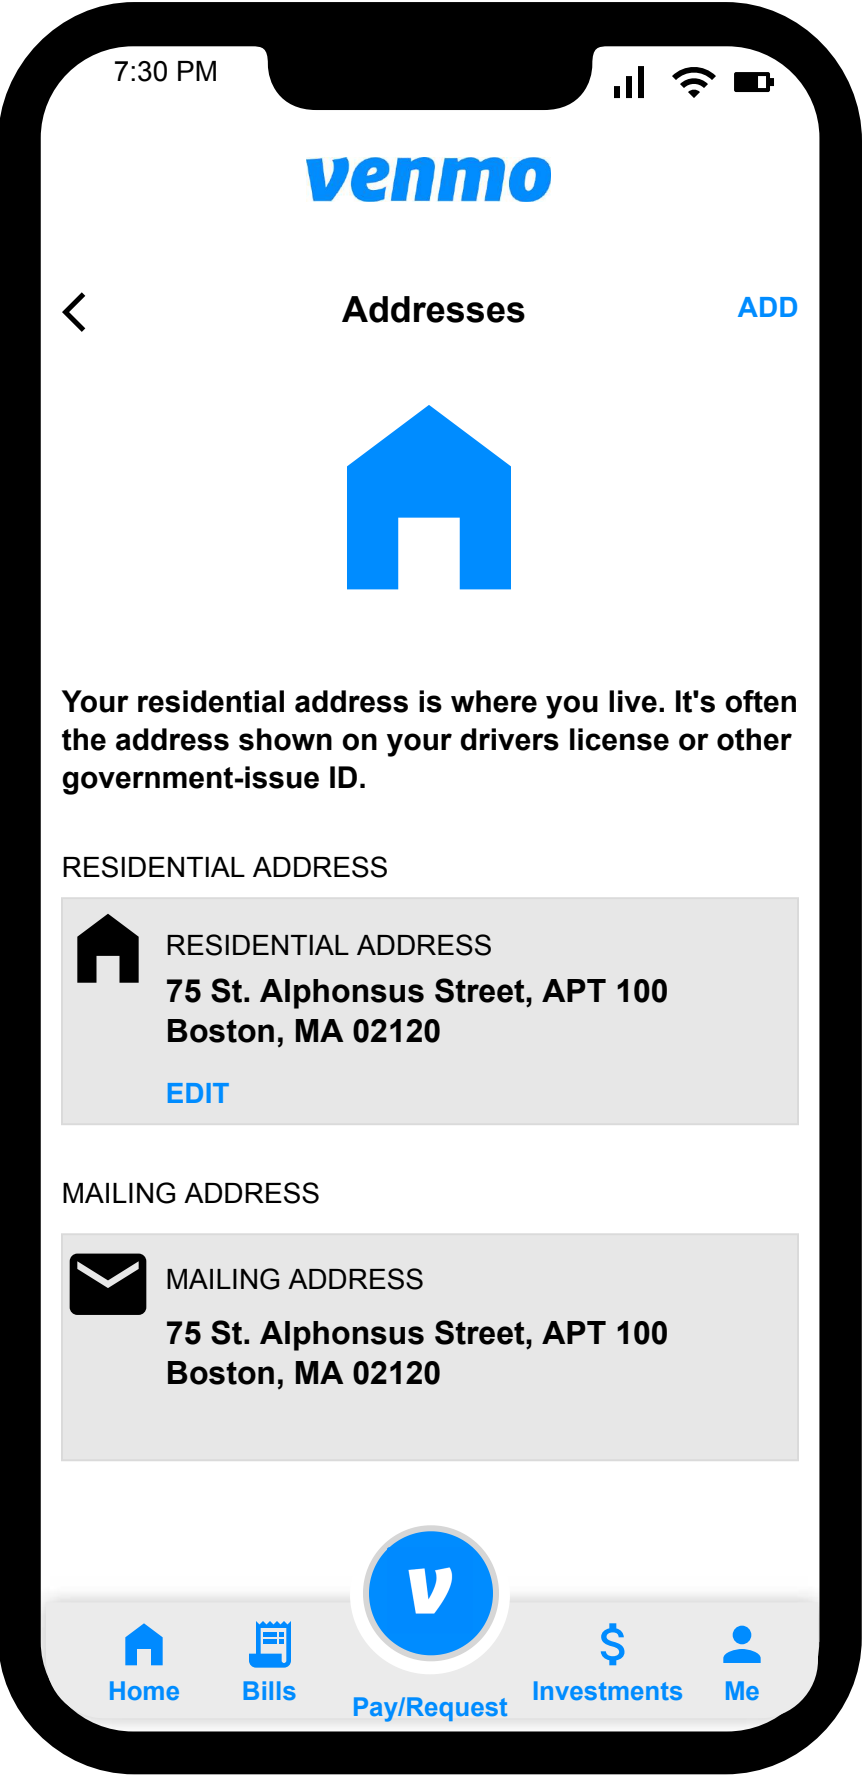 7:30 PM
venmo
Addresses
ADD
Your residential address is where you live. It's often
the address shown on your drivers license or other
government-issue ID.
RESIDENTIAL ADDRESS
RESIDENTIAL ADDRESS
75 St. Alphonsus Street, APT 100
Boston, MA 02120
EDIT
MAILING ADDRESS
MAILING ADDRESS
75 St. Alphonsus Street, APT 100
Boston, MA 02120
v
$
Home
Bills
Pay/Request
Investments
Me